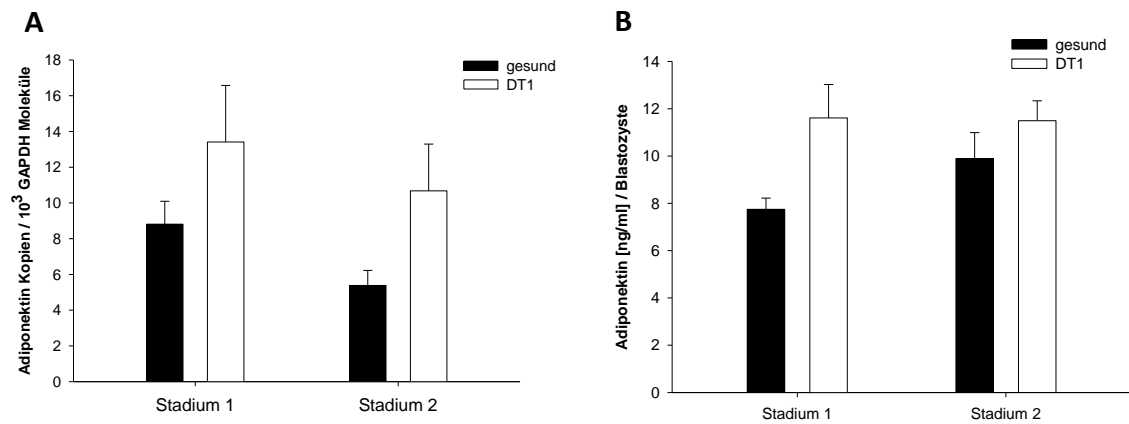 A
gesund
DT1
Adiponektin Kopien / 10³ GAPDH Moleküle
18
16
14
12
10
8
6
4
2
0
Stadium 1
Stadium 2
B
gesund
DT1
Adiponektin [ng/ml] / Blastozyste
14
12
10
8
6
4
2
0
Stadium 1
Stadium 2